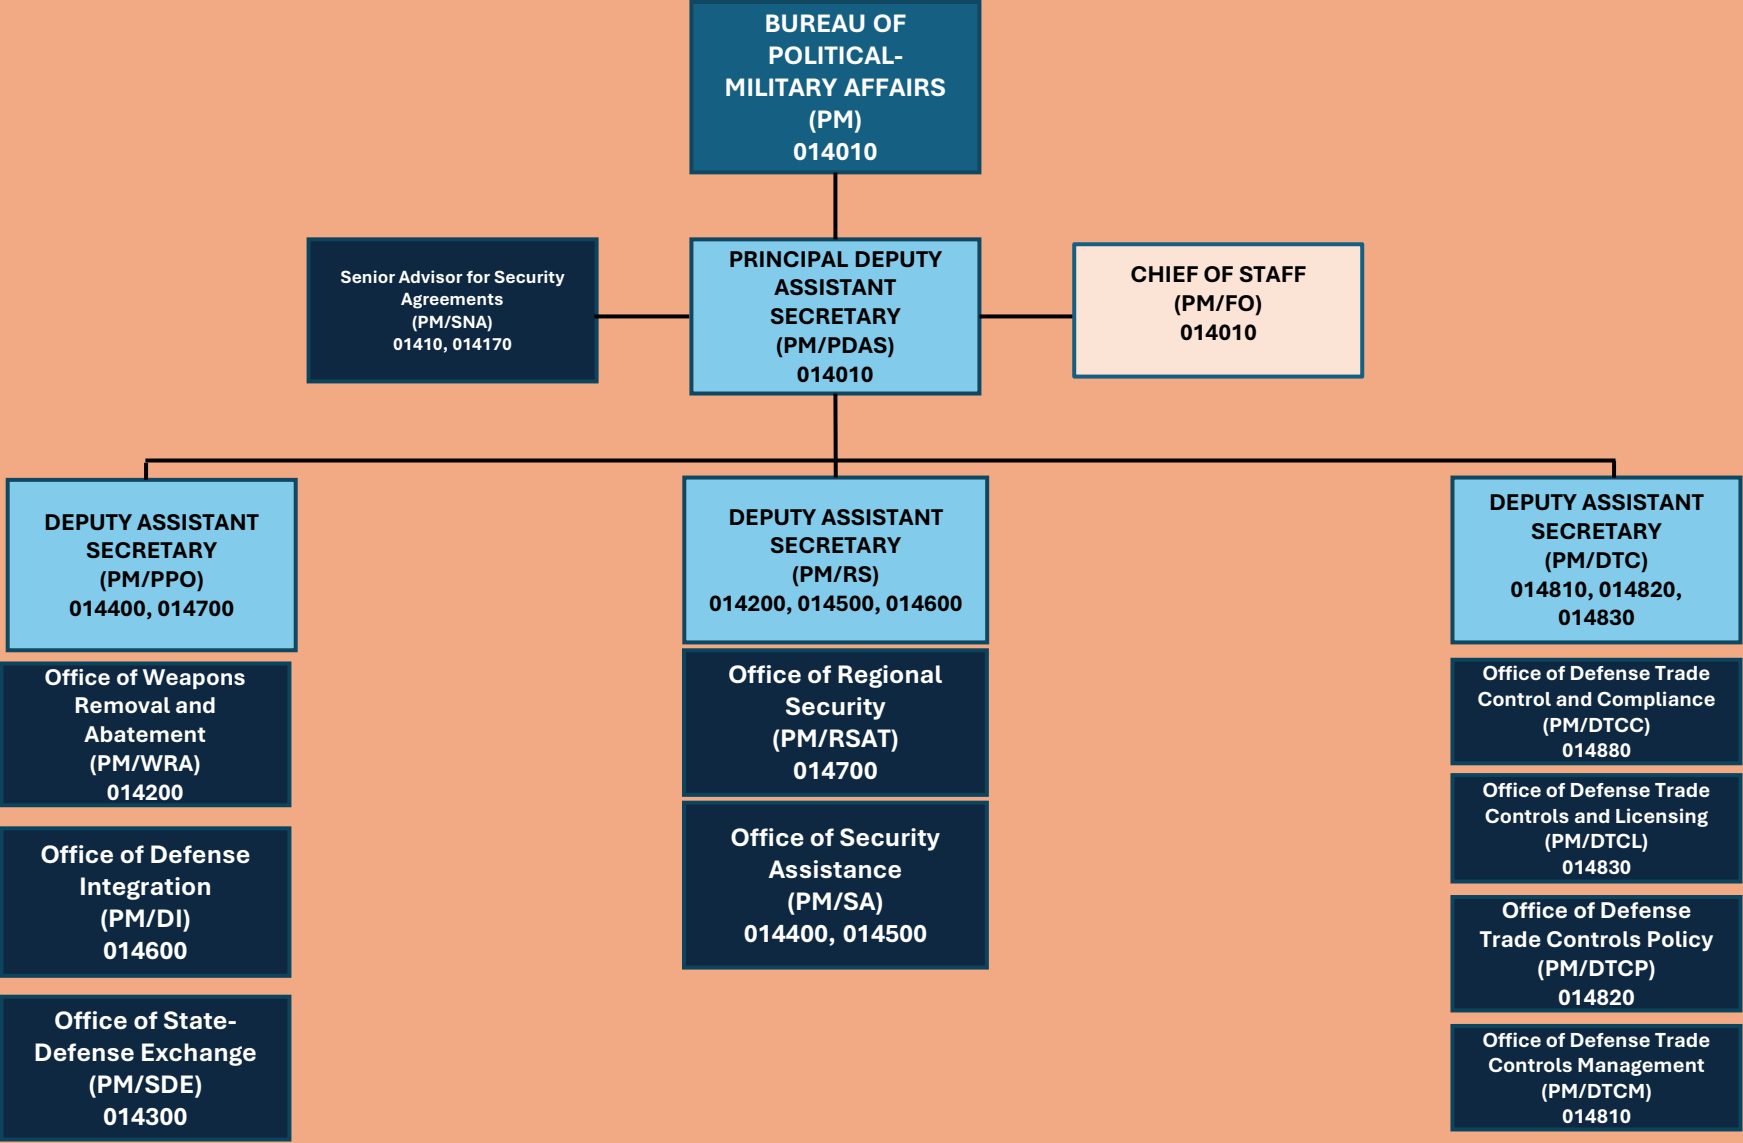 BUREAU OF
POLITICAL-
MILITARY AFFAIRS
(PM)
014010
Senior Advisor for Security
Agreements
(PM/SNA)
01410, 014170
PRINCIPAL DEPUTY
ASSISTANT
SECRETARY
(PM/PDAS)
014010
CHIEF OF STAFF
(PM/FO)
014010
DEPUTY ASSISTANT
SECRETARY
(PM/PPO)
014400, 014700
Office of Weapons
Removal and
Abatement
(PM/WRA)
014200
Office of Defense
Integration
(PM/DI)
014600
Office of State-
Defense Exchange
(PM/SDE)
014300
DEPUTY ASSISTANT
SECRETARY
(PM/RS)
014200, 014500, 014600
Office of Regional
Security
(PM/RSAT)
014700
Office of Security
Assistance
(PM/SA)
014400, 014500
DEPUTY ASSISTANT
SECRETARY
(PM/DTC)
014810, 014820,
014830
Office of Defense Trade
Control and Compliance
(PM/DTCC)
014880
Office of Defense Trade
Controls and Licensing
(PM/DTCL)
014830
Office of Defense
Trade Controls Policy
(PM/DTCP)
014820
Office of Defense Trade
Controls Management
(PM/DTCM)
014810